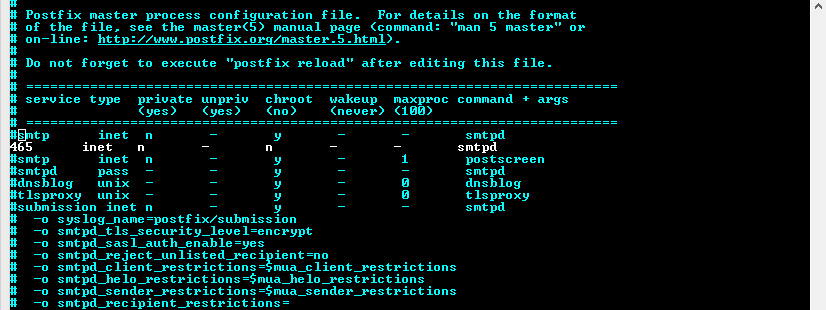 #
# Postfix master process configuration file.  For details on the format
# of the file, see the master(5) manual page (command: "man 5 master" or
# on-line: http://www.postfix.org/master.5.html).
#
# Do not forget to execute "postfix reload" after editing this file.
#
# ==========================================================================
# service type  private unpriv  chroot  wakeup  maxproc command + args
#               (yes)   (yes)   (no)    (never) (100)
# ==========================================================================
#smtp      inet  n       -       y       -       -       smtpd
465      inet  n       -       n       -       -       smtpd
#smtp      inet  n       -       y       -       1       postscreen
#smtpd     pass  -       -       y       -       -       smtpd
#dnsblog   unix  -       -       y       -       0       dnsblog
#tlsproxy  unix  -       -       y       -       0       tlsproxy
#submission inet n       -       y       -       -       smtpd
#  -o syslog_name=postfix/submission
#  -o smtpd_tls_security_level=encrypt
#  -o smtpd_sasl_auth_enable=yes
#  -o smtpd_reject_unlisted_recipient=no
#  -o smtpd_client_restrictions=$mua_client_restrictions
#  -o smtpd_helo_restrictions=$mua_helo_restrictions
#  -o smtpd_sender_restrictions=$mua_sender_restrictions
#  -o smtpd_recipient_restrictions=